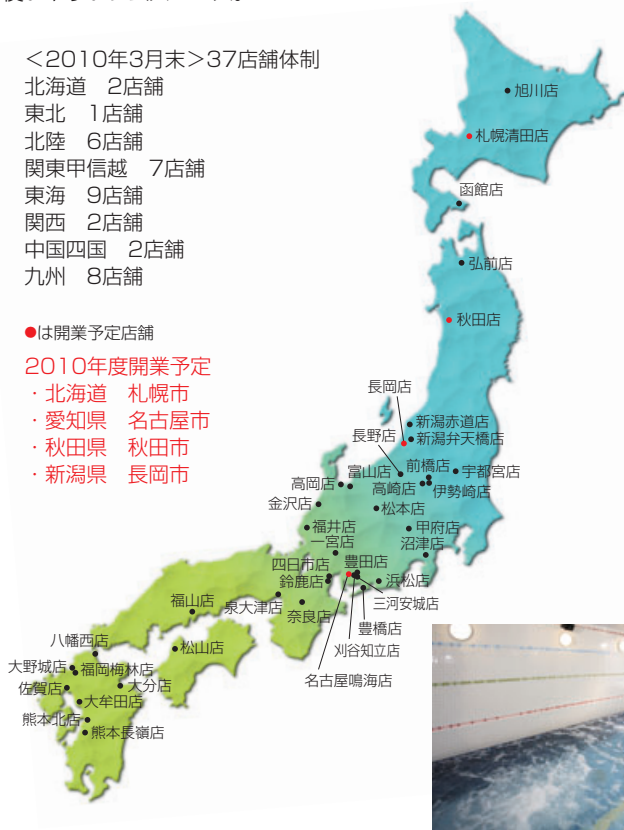 <2010年3月末>37店舗体制
北海道　2店舗
東北　1店舗
北陸　6店舗
関東甲信越　7店舗
東海　9店舗
関西　2店舗
中国四国　2店舗
九州　8店舗
●は開業予定店舗
2010年度開業予定
・北海道　札幌市
・愛知県　名古屋市
・秋田県　秋田市
・新潟県　長岡市
旭川店
札幌清田店
函館店
弘前店
秋田店
長岡店
新潟赤道店
新潟弁天橋店
長野店
前橋店
宇都宮店
富山店
高岡店
高崎店
伊勢崎店
金沢店
松本店
福井店
甲府店
一宮店
沼津店
四日市店
豊田店
鈴鹿店
浜松店
福山店
泉大津店
三河安城店
奈良店
豊橋店
八幡西店
松山店
刈谷知立店
大野城店
福岡梅林店
名古屋鳴海店
佐賀店
大分店
大牟田店
熊本北店
熊本長嶺店